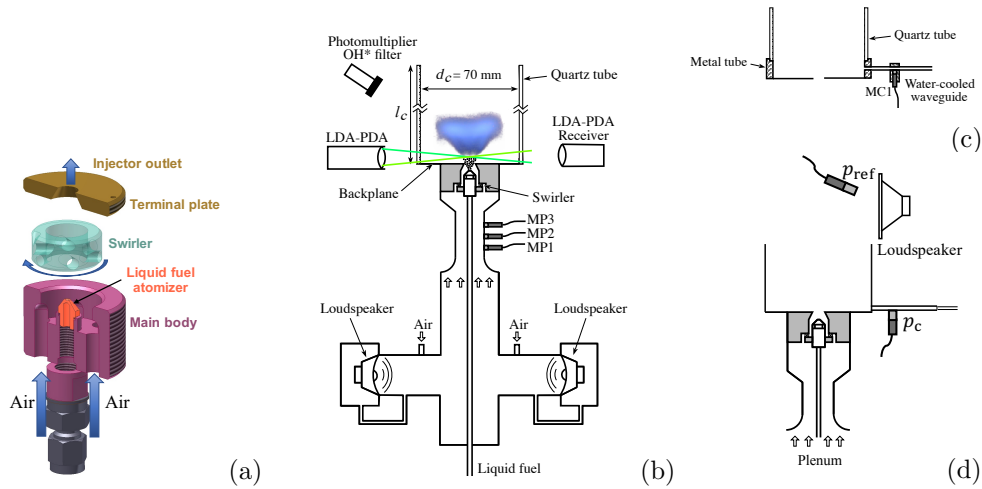 Injector outlet
Terminal plate
Swirler
Liquid fuel
atomizer
Main body
Air
Air
(a)
Photomultiplier
OH* filter
d_c = 70 mm
Quartz tube
l_c
LDA-PDA
LDA-PDA
Receiver
Backplane
Swirler
MP3
MP2
MP1
Loudspeaker
Air
Air
Loudspeaker
Liquid fuel
(b)
Quartz tube
Metal tube
MC1
Water-cooled
waveguide
(c)
p_ref
Loudspeaker
p_c
Plenum
(d)